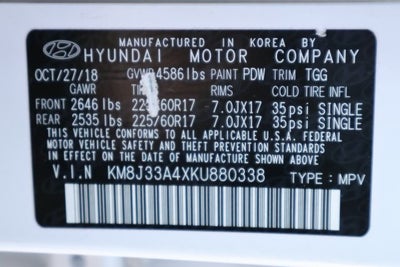 MANUFACTURED IN KOREA BY
HYUNDAI MOTOR COMPANY
OCT/27/18 GVWR 4586 lbs PAINT PDW TRIM TGG
GAWR RIMS COLD TIRE INFL
FRONT 2646 lbs 225/60R17 7.0JX17 35psi SINGLE
REAR 2535 lbs 225/60R17 7.0JX17 35psi SINGLE
THIS VEHICLE CONFORMS TO ALL APPLICABLE U.S.A. FEDERAL
MOTOR VEHICLE SAFETY AND THEFT PREVENTION STANDARDS
IN EFFECT ON THE DATE OF MANUFACTURE SHOWN ABOVE.
V.I.N KM8J33A4XKU880338 TYPE : MPV